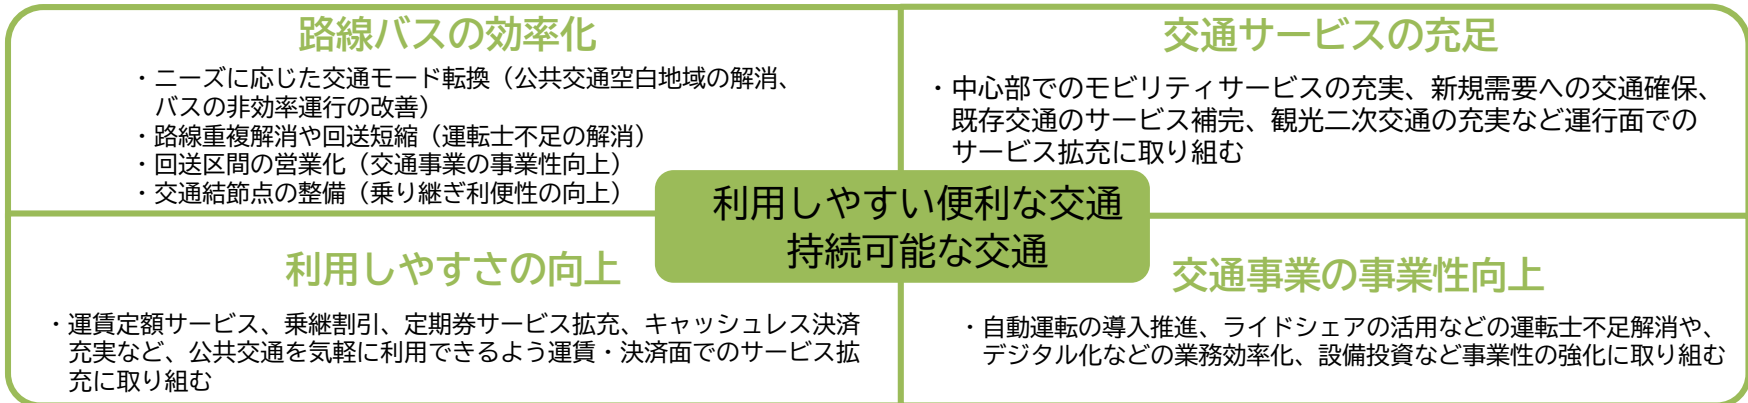 路線バスの効率化
・ニーズに応じた交通モード転換（公共交通空白地域の解消、
バスの非効率運行の改善）
・路線重複解消や回送短縮（運転士不足の解消）
・回送区間の営業化（交通事業の事業性向上）
・交通結節点の整備（乗り継ぎ利便性の向上）
交通サービスの充足
・中心部でのモビリティサービスの充実、新規需要への交通確保、
既存交通のサービス補完、観光二次交通の充実など運行面での
サービス拡充に取り組む
利用しやすい便利な交通
持続可能な交通
利用しやすさの向上
・運賃定額サービス、乗継割引、定期券サービス拡充、キャッシュレス決済
充実など、公共交通を気軽に利用できるよう運賃・決済面でのサービス拡
充に取り組む
交通事業の事業性向上
・自動運転の導入推進、ライドシェアの活用などの運転士不足解消や、
デジタル化などの業務効率化、設備投資など事業性の強化に取り組む